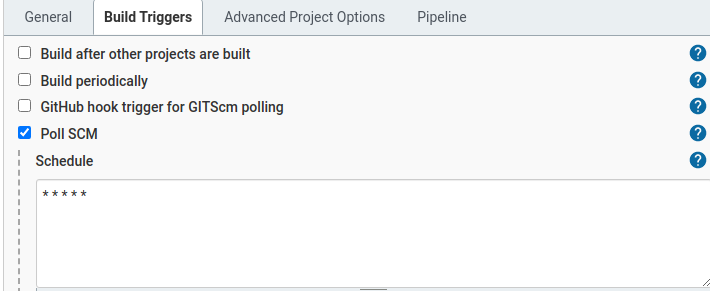 General Build Triggers Advanced Project Options Pipeline
Build after other projects are built ?
Build periodically ?
GitHub hook trigger for GITScm polling ?
Poll SCM ?
Schedule ?
* * * * *